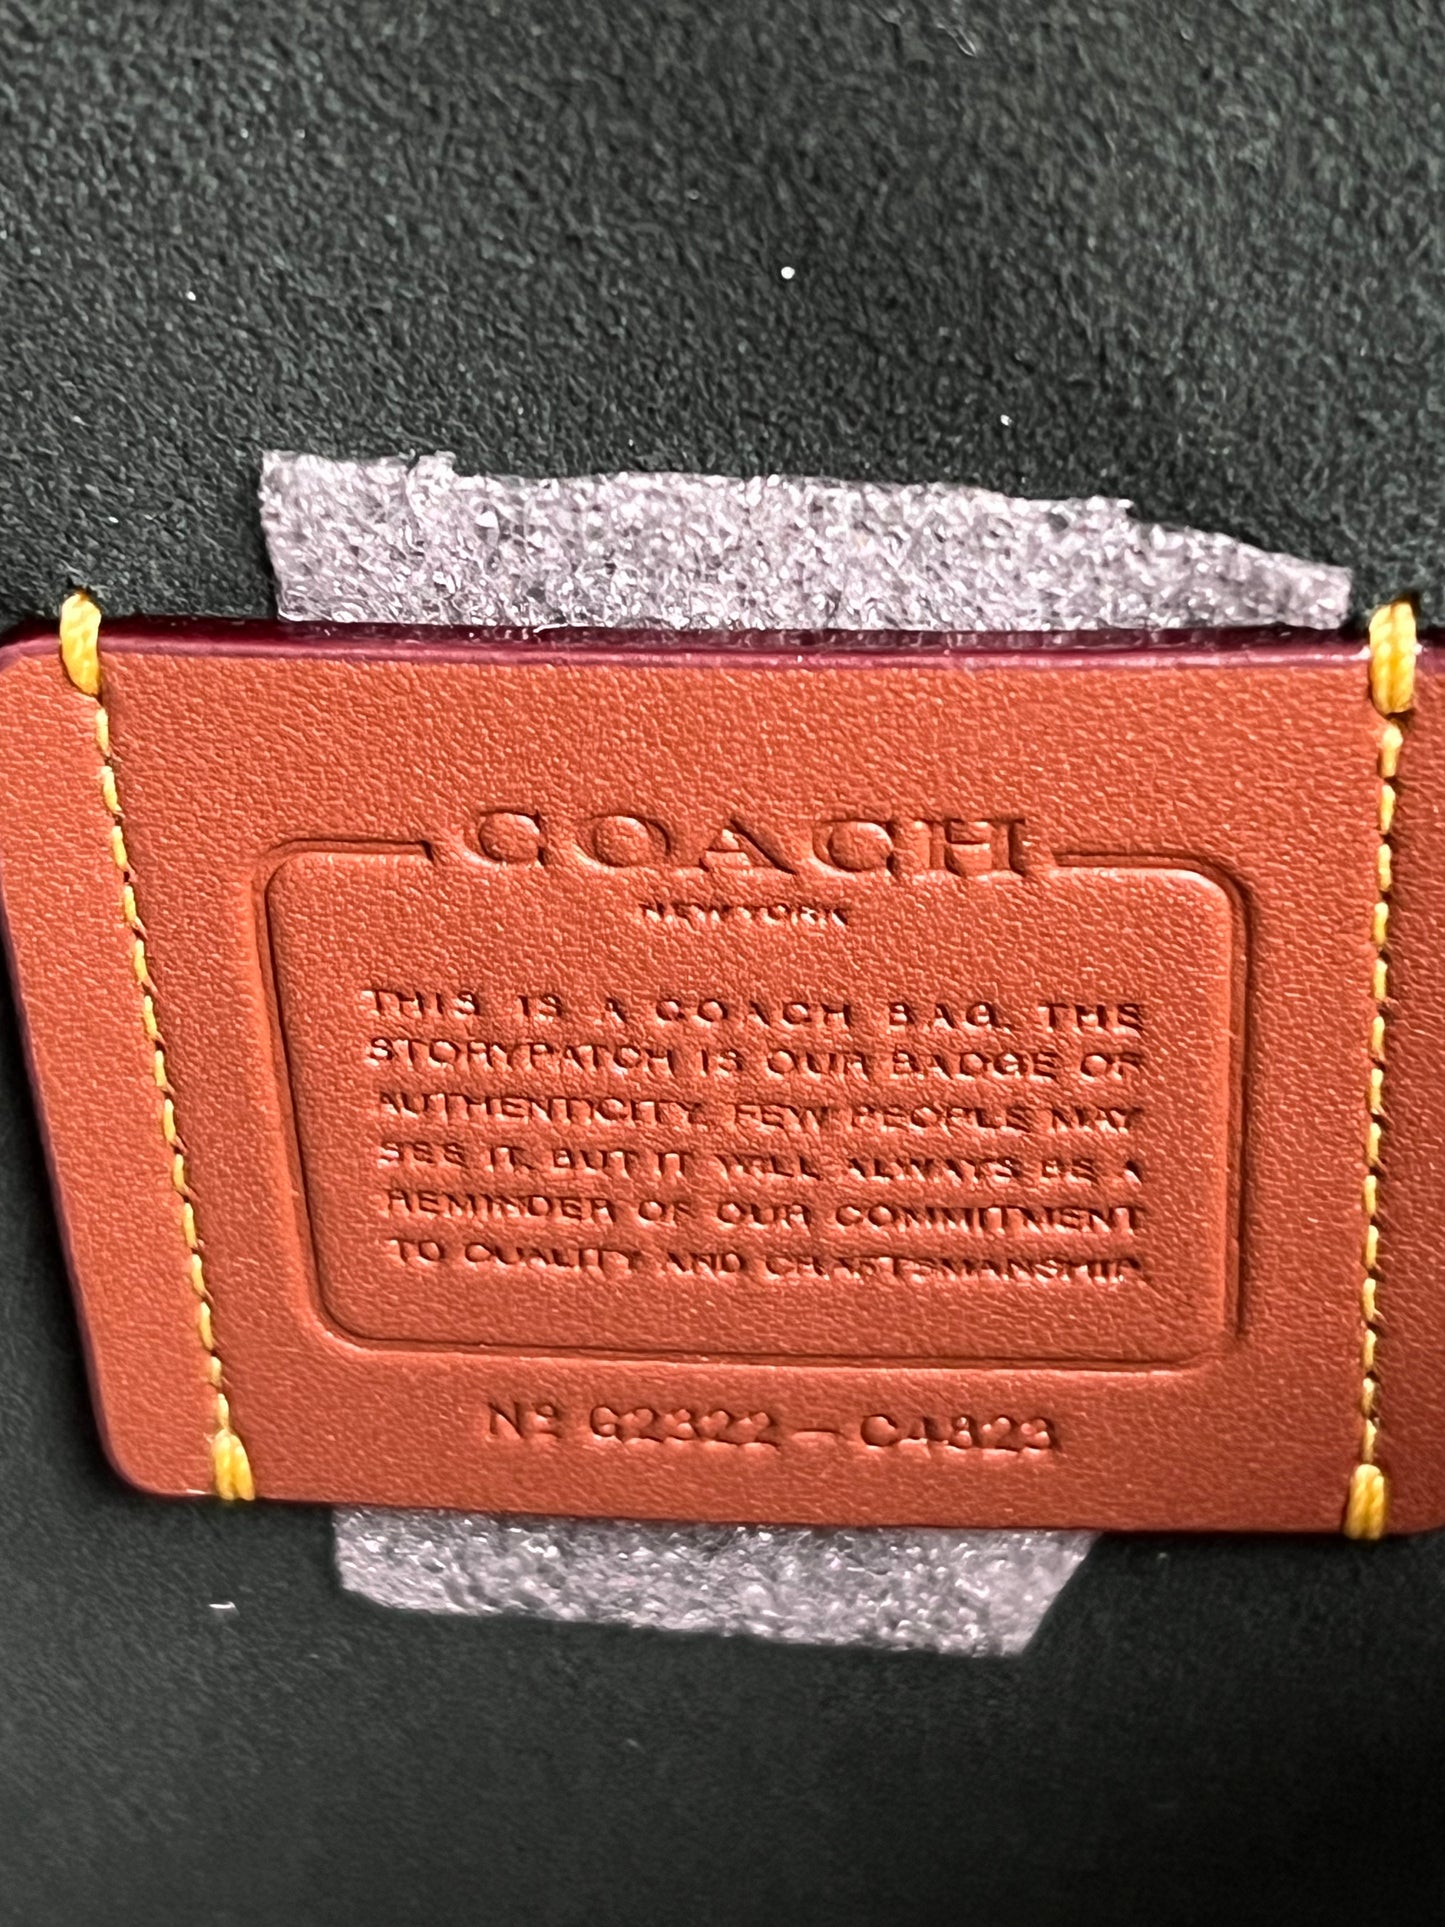 COACH
NEW YORK
THIS IS A COACH BAG. THE
STORYPATCH IS OUR BADGE OF
AUTHENTICITY. FEW PEOPLE MAY
SEE IT, BUT IT WILL ALWAYS BE A
REMINDER OF OUR COMMITMENT
TO QUALITY AND CRAFTSMANSHIP.
Nº G2322 – C4823